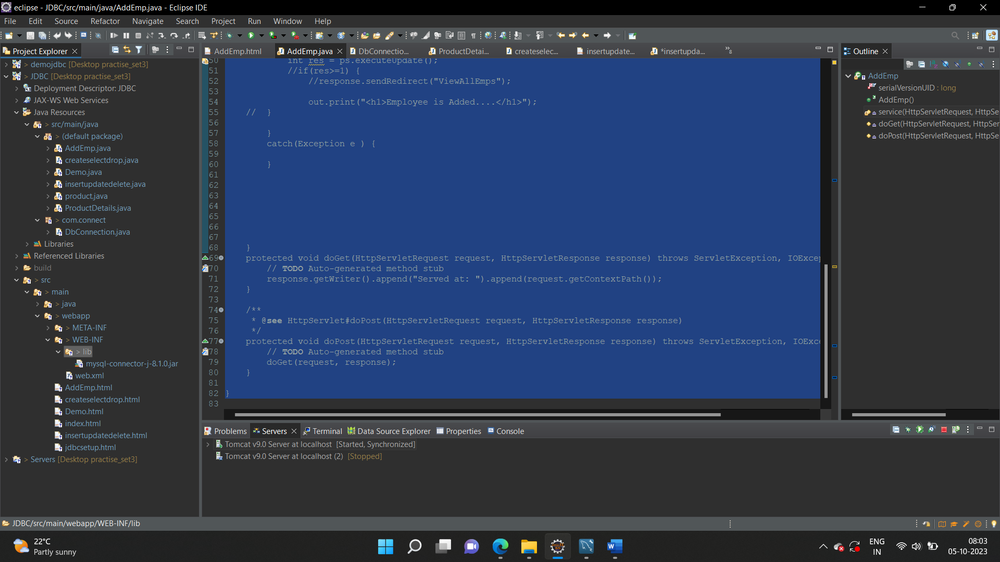 eclipse - JDBC/src/main/java/AddEmp.java - Eclipse IDE
File Edit Source Refactor Navigate Search Project Run Window Help
Project Explorer
> demojdbc [Desktop practise_set3]
> JDBC [Desktop practise_set3]
Deployment Descriptor: JDBC
JAX-WS Web Services
Java Resources
> src/main/java
> (default package)
AddEmp.java
createselectdrop.java
Demo.java
insertupdatedelete.java
product.java
ProductDetails.java
> com.connect
DbConnection.java
Libraries
Referenced Libraries
build
> src
> main
> java
> webapp
> META-INF
> WEB-INF
> lib
mysql-connector-j-8.1.0.jar
web.xml
AddEmp.html
createselectdrop.html
Demo.html
index.html
insertupdatedelete.html
jdbcsetup.html
> Servers [Desktop practise_set3]
AddEmp.html AddEmp.java DbConnectio... ProductDetai... createselec... insertupdate... *insertupda... »8
50 int res = ps.executeUpdate();
51 //if(res>=1) {
52 //response.sendRedirect("ViewAllEmps");
53
54 out.print("<h1>Employee is Added....</h1>");
55 // }
56
57 }
58 catch(Exception e ) {
59
60 }
61
62
63
64
65
66
67
68 }
69 protected void doGet(HttpServletRequest request, HttpServletResponse response) throws ServletException, IOExcep
70 // TODO Auto-generated method stub
71 response.getWriter().append("Served at: ").append(request.getContextPath());
72 }
73
74 /**
75 * @see HttpServlet#doPost(HttpServletRequest request, HttpServletResponse response)
76 */
77 protected void doPost(HttpServletRequest request, HttpServletResponse response) throws ServletException, IOExce
78 // TODO Auto-generated method stub
79 doGet(request, response);
80 }
81
82 }
83
Outline
AddEmp
serialVersionUID : long
AddEmp()
service(HttpServletRequest, HttpSe
doGet(HttpServletRequest, HttpSer
doPost(HttpServletRequest, HttpSe
Problems Servers Terminal Data Source Explorer Properties Console
Tomcat v9.0 Server at localhost [Started, Synchronized]
Tomcat v9.0 Server at localhost (2) [Stopped]
JDBC/src/main/webapp/WEB-INF/lib
22°C
Partly sunny
ENG
IN
08:03
05-10-2023